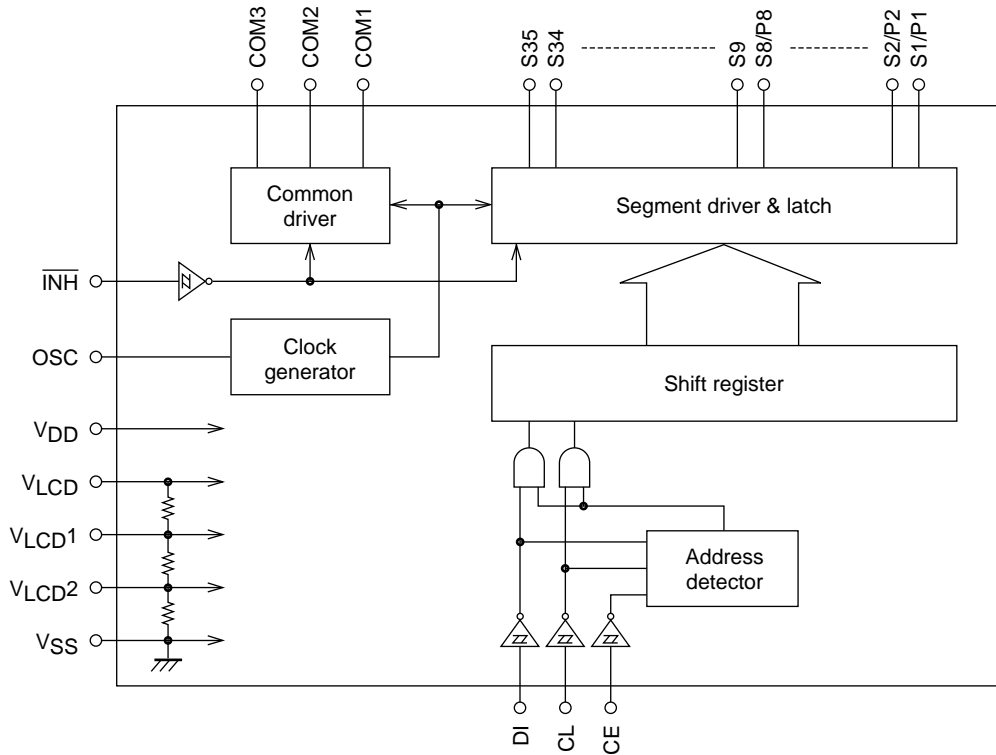 COM3
COM2
COM1
S35
S34
S9
S8/P8
S2/P2
S1/P1
Common
driver
Segment driver & latch
INH
OSC
Clock
generator
Shift register
VDD
VLCD
VLCD1
VLCD2
VSS
Address
detector
DI
CL
CE